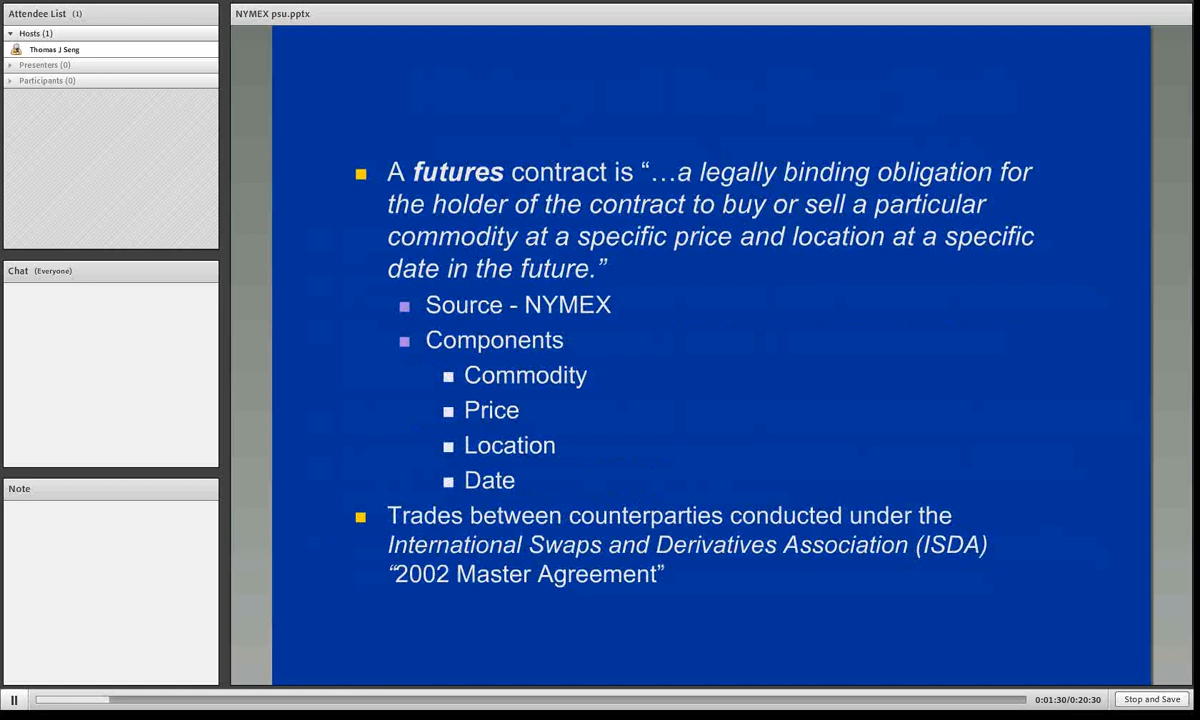 Attendee List (1)
Hosts (1)
Thomas J Seng
Presenters (0)
Participants (0)
Chat (Everyone)
Note
NYMEX psu.pptx
A futures contract is “…a legally binding obligation for
the holder of the contract to buy or sell a particular
commodity at a specific price and location at a specific
date in the future.”
Source - NYMEX
Components
Commodity
Price
Location
Date
Trades between counterparties conducted under the
International Swaps and Derivatives Association (ISDA)
“2002 Master Agreement”
0:01:30/0:20:30
Stop and Save